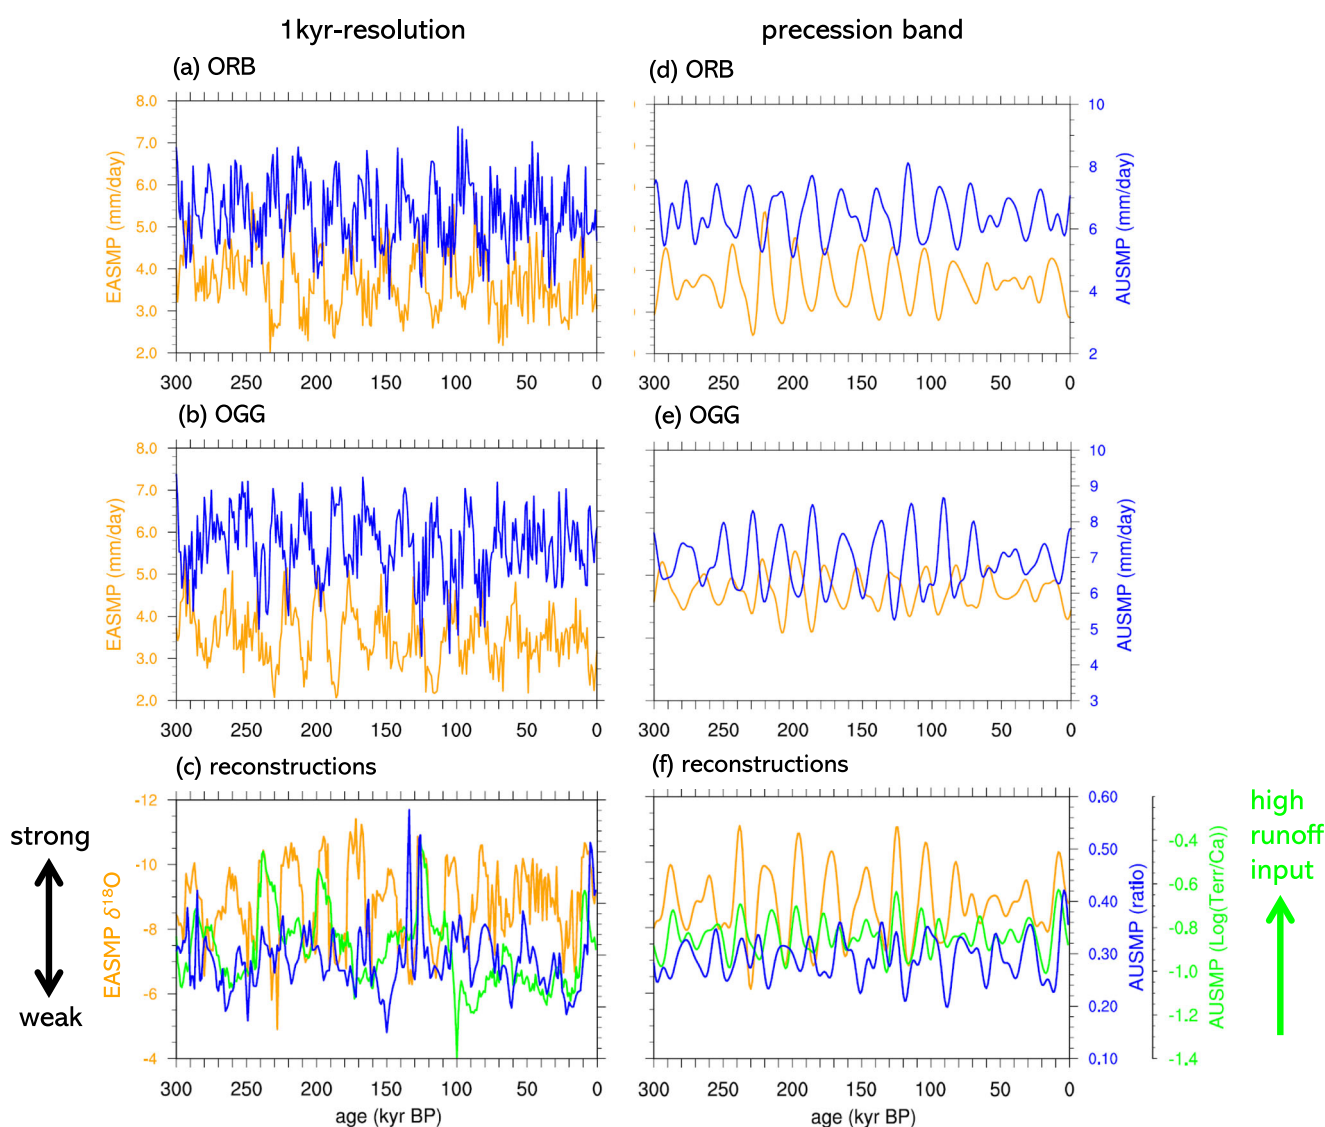 1kyr-resolution
precession band
(a) ORB
(d) ORB
8.0
7.0
6.0
5.0
4.0
3.0
2.0
EASMP (mm/day)
300 250 200 150 100 50 0
10
8
6
4
2
AUSMP (mm/day)
300 250 200 150 100 50 0
(b) OGG
(e) OGG
8.0
7.0
6.0
5.0
4.0
3.0
2.0
EASMP (mm/day)
300 250 200 150 100 50 0
10
9
8
7
6
5
4
3
AUSMP (mm/day)
300 250 200 150 100 50 0
(c) reconstructions
(f) reconstructions
strong
weak
-12
-10
-8
-6
-4
EASMP δ18O
300 250 200 150 100 50 0
age (kyr BP)
0.60
0.50
0.40
0.30
0.20
0.10
AUSMP (ratio)
-0.4
-0.6
-0.8
-1.0
-1.2
-1.4
AUSMP (Log(Terr/Ca))
high
runoff
input
300 250 200 150 100 50 0
age (kyr BP)